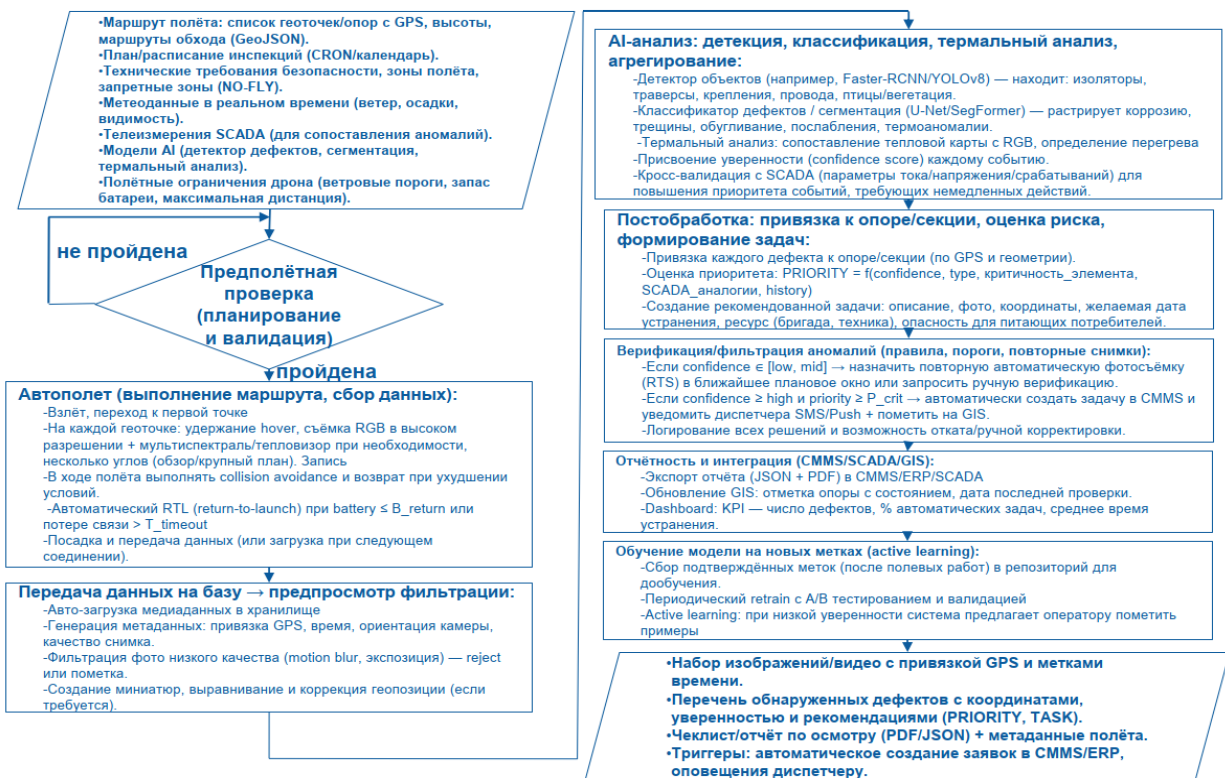 •Маршрут полёта: список геоточек/опор с GPS, высоты,
маршруты обхода (GeoJSON).
•План/расписание инспекций (CRON/календарь).
•Технические требования безопасности, зоны полёта,
запретные зоны (NO-FLY).
•Метеоданные в реальном времени (ветер, осадки,
видимость).
•Телеизмерения SCADA (для сопоставления аномалий).
•Модели AI (детектор дефектов, сегментация,
термальный анализ).
•Полётные ограничения дрона (ветровые пороги, запас
батареи, максимальная дистанция).
не пройдена
Предполётная
проверка
(планирование
и валидация)
пройдена
Автополет (выполнение маршрута, сбор данных):
-Взлёт, переход к первой точке
-На каждой геоточке: удержание hover, съёмка RGB в высоком
разрешении + мультиспектраль/тепловизор при необходимости,
несколько углов (обзор/крупный план). Запись
-В ходе полёта выполнять collision avoidance и возврат при ухудшении
условий.
-Автоматический RTL (return-to-launch) при battery ≤ B_return или
потере связи > T_timeout
-Посадка и передача данных (или загрузка при следующем
соединении).
Передача данных на базу → предпросмотр фильтрации:
-Авто-загрузка медиаданных в хранилище
-Генерация метаданных: привязка GPS, время, ориентация камеры,
качество снимка.
-Фильтрация фото низкого качества (motion blur, экспозиция) — reject
или пометка.
-Создание миниатюр, выравнивание и коррекция геопозиции (если
требуется).
AI-анализ: детекция, классификация, термальный анализ,
агрегирование:
-Детектор объектов (например, Faster-RCNN/YOLOv8) — находит: изоляторы,
траверсы, крепления, провода, птицы/вегетация.
-Классификатор дефектов / сегментация (U-Net/SegFormer) — растрирует коррозию,
трещины, обугливание, послабления, термоаномалии.
-Термальный анализ: сопоставление тепловой карты с RGB, определение перегрева
-Присвоение уверенности (confidence score) каждому событию.
-Кросс-валидация с SCADA (параметры тока/напряжения/срабатываний) для
повышения приоритета событий, требующих немедленных действий.
Постобработка: привязка к опоре/секции, оценка риска,
формирование задач:
-Привязка каждого дефекта к опоре/секции (по GPS и геометрии).
-Оценка приоритета: PRIORITY = f(confidence, type, критичность_элемента,
SCADA_аналогии, history)
-Создание рекомендованной задачи: описание, фото, координаты, желаемая дата
устранения, ресурс (бригада, техника), опасность для питающих потребителей.
Верификация/фильтрация аномалий (правила, пороги, повторные снимки):
-Если confidence ∈ [low, mid] → назначить повторную автоматическую фотосъёмку
(RTS) в ближайшее плановое окно или запросить ручную верификацию.
-Если confidence ≥ high и priority ≥ P_crit → автоматически создать задачу в CMMS и
уведомить диспетчера SMS/Push + пометить на GIS.
-Логирование всех решений и возможность отката/ручной корректировки.
Отчётность и интеграция (CMMS/SCADA/GIS):
-Экспорт отчёта (JSON + PDF) в CMMS/ERP/SCADA
-Обновление GIS: отметка опоры с состоянием, дата последней проверки.
-Dashboard: KPI — число дефектов, % автоматических задач, среднее время
устранения.
Обучение модели на новых метках (active learning):
-Сбор подтверждённых меток (после полевых работ) в репозиторий для
дообучения.
-Периодический retrain с A/B тестированием и валидацией
-Active learning: при низкой уверенности система предлагает оператору пометить
примеры
•Набор изображений/видео с привязкой GPS и метками
времени.
•Перечень обнаруженных дефектов с координатами,
уверенностью и рекомендациями (PRIORITY, TASK).
•Чеклист/отчёт по осмотру (PDF/JSON) + метаданные полёта.
•Триггеры: автоматическое создание заявок в CMMS/ERP,
оповещения диспетчеру.